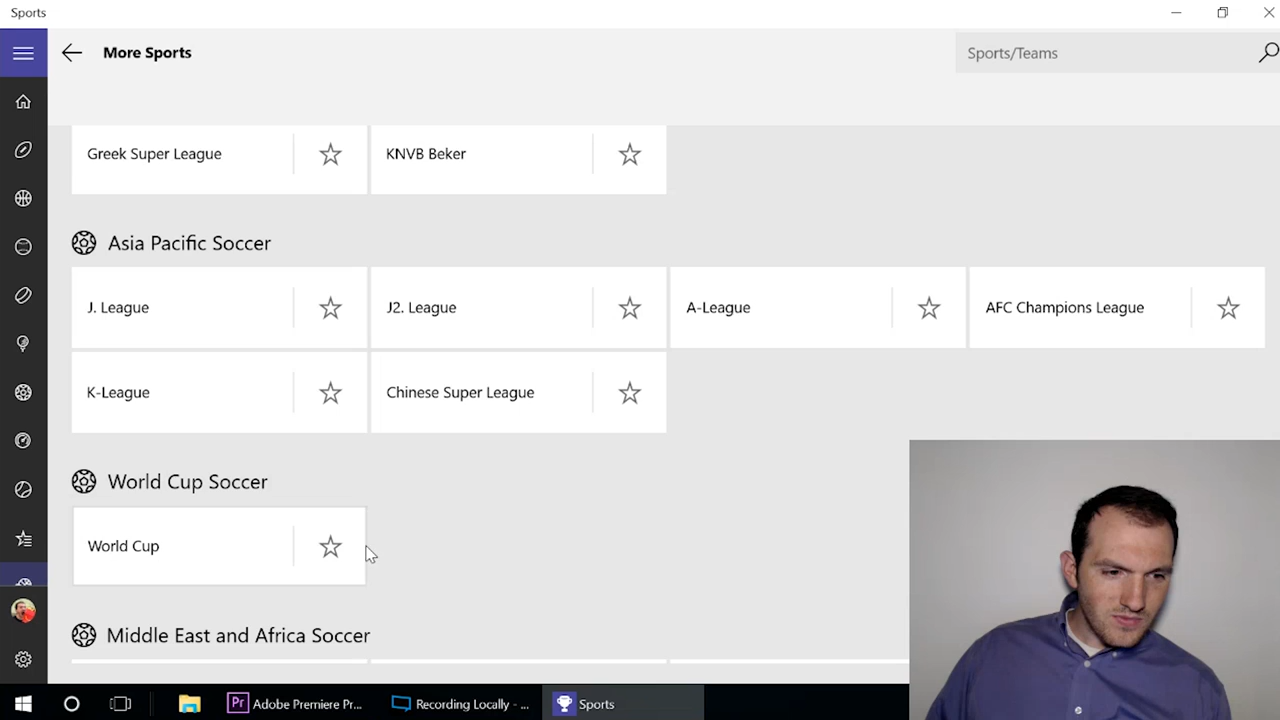 Sports
More Sports
Sports/Teams
Greek Super League
KNVB Beker
Asia Pacific Soccer
J. League
J2. League
A-League
AFC Champions League
K-League
Chinese Super League
World Cup Soccer
World Cup
Middle East and Africa Soccer
Pr Adobe Premiere Pr...
Recording Locally - ...
Sports